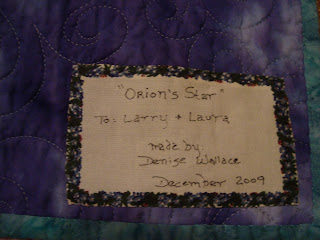 "Orion's Star"
To: Larry + Laura
made by:
Denise Wallace
December 2009